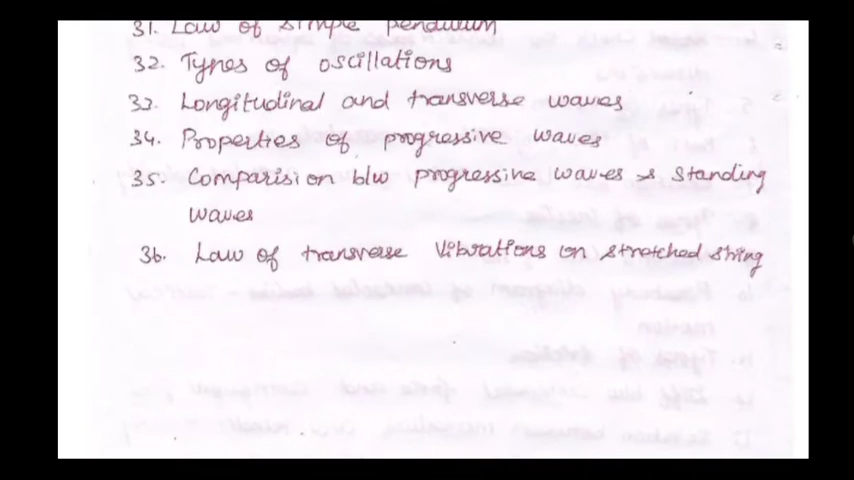 31. Law of simple pendulum
32. Types of oscillations
33. Longitudinal and transverse waves
34. Properties of progressive waves
35. Comparision b/w progressive waves & Standing
waves
36. Law of transverse Vibrations on stretched string